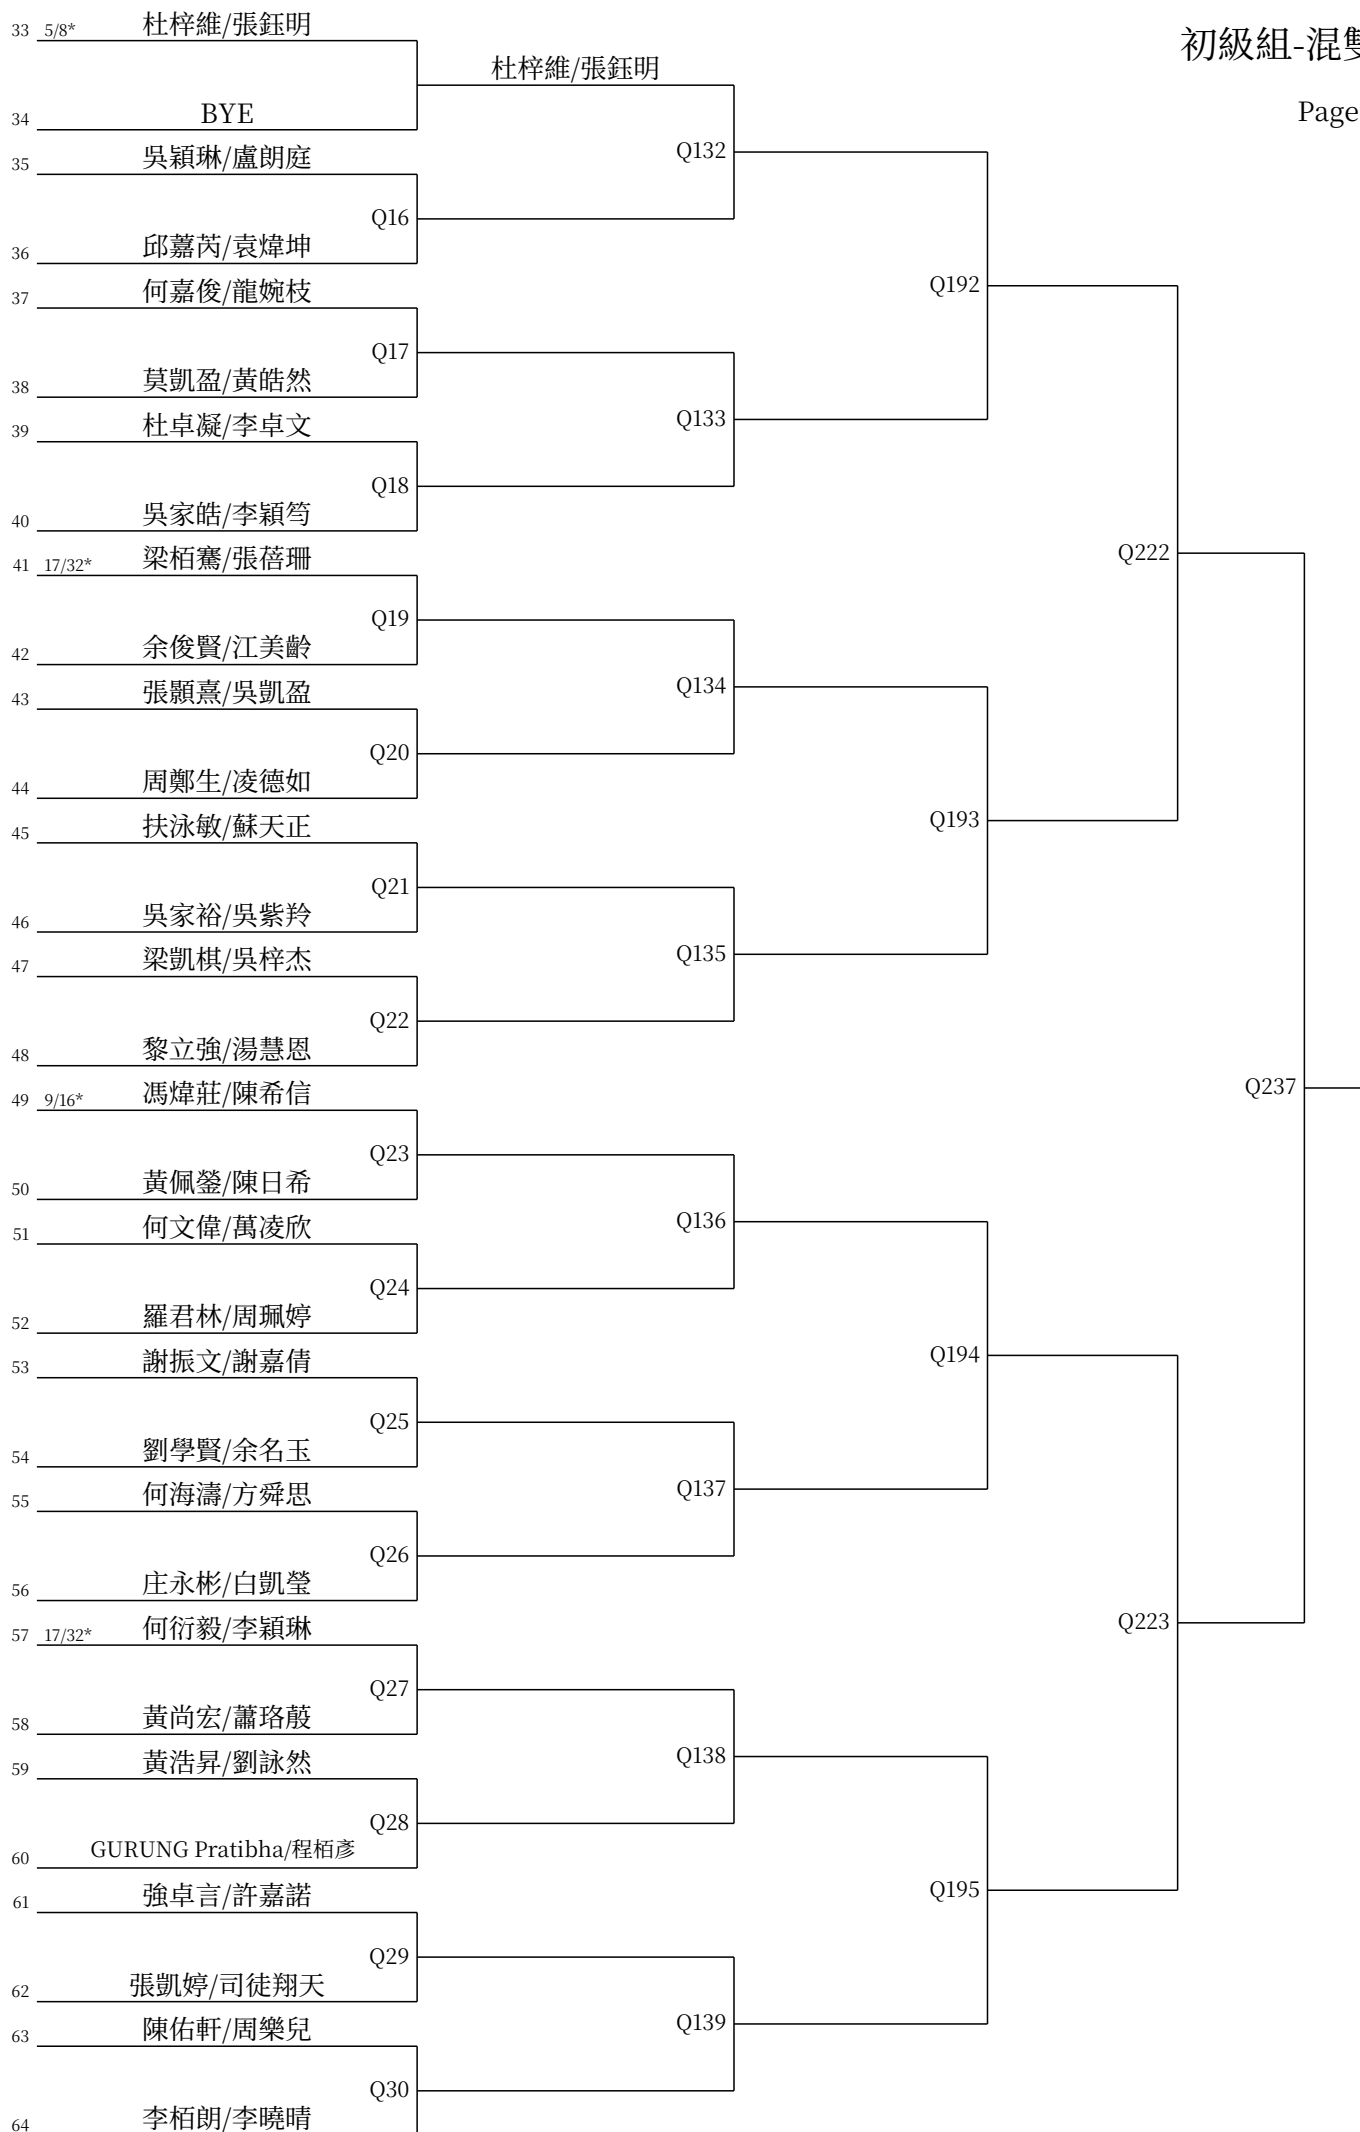 初級組-混雙
Page
33 5/8* 杜梓維/張鈺明
杜梓維/張鈺明
34 BYE
35 吳穎琳/盧朗庭
Q132
Q16
36 邱嘉芮/袁煒坤
37 何嘉俊/龍婉枝
Q192
Q17
38 莫凱盈/黃皓然
39 杜卓凝/李卓文
Q133
Q18
40 吳家皓/李穎筠
41 17/32* 梁栢騫/張蓓珊
Q222
Q19
42 余俊賢/江美齡
43 張顥熹/吳凱盈
Q134
Q20
44 周鄭生/凌德如
45 扶泳敏/蘇天正
Q193
Q21
46 吳家裕/吳紫羚
47 梁凱棋/吳梓杰
Q135
Q22
48 黎立強/湯慧恩
49 9/16* 馮煒莊/陳希信
Q237
Q23
50 黃佩鎣/陳日希
51 何文偉/萬凌欣
Q136
Q24
52 羅君林/周珮婷
53 謝振文/謝嘉倩
Q194
Q25
54 劉學賢/余名玉
55 何海濤/方舜思
Q137
Q26
56 庄永彬/白凱瑩
57 17/32* 何衍毅/李穎琳
Q223
Q27
58 黃尚宏/蕭珞殷
59 黃浩昇/劉詠然
Q138
Q28
60 GURUNG Pratibha/程栢彥
61 強卓言/許嘉諾
Q195
Q29
62 張凱婷/司徒翔天
63 陳佑軒/周樂兒
Q139
Q30
64 李栢朗/李曉晴